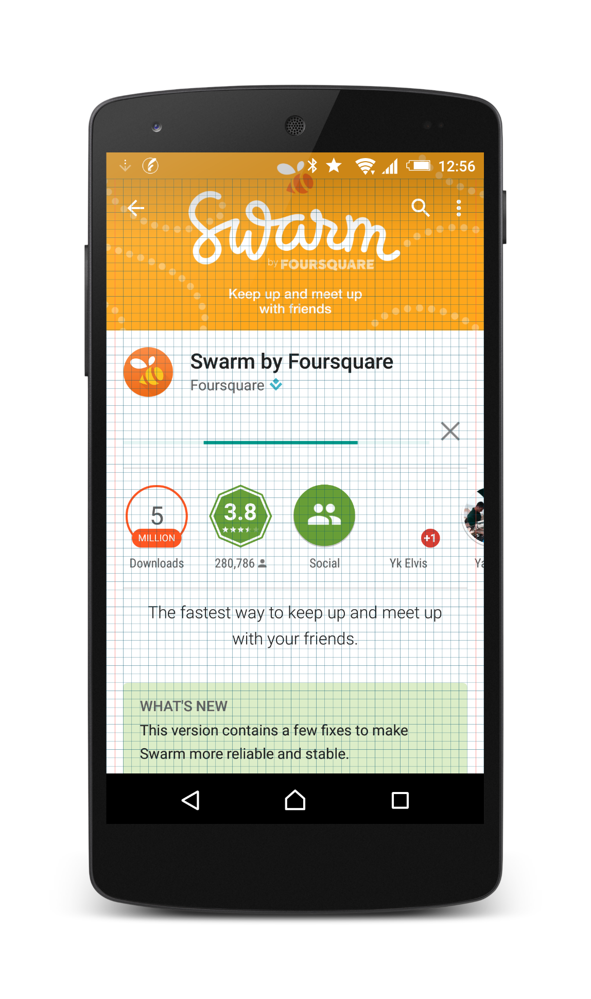 12:56
Swarm
by FOURSQUARE
Keep up and meet up
with friends
Swarm by Foursquare
Foursquare
5
MILLION
Downloads
3.8
280,786
Social
+1
Yk Elvis
Ya
The fastest way to keep up and meet up
with your friends.
WHAT'S NEW
This version contains a few fixes to make
Swarm more reliable and stable.